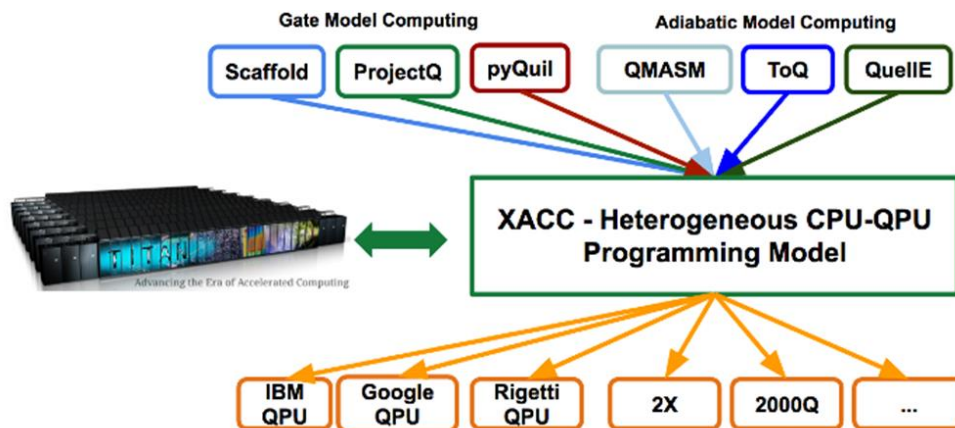 Gate Model Computing
Adiabatic Model Computing
Scaffold
ProjectQ
pyQuil
QMASM
ToQ
QuellE
XACC - Heterogeneous CPU-QPU
Programming Model
TITAN
Advancing the Era of Accelerated Computing
IBM
QPU
Google
QPU
Rigetti
QPU
2X
2000Q
...